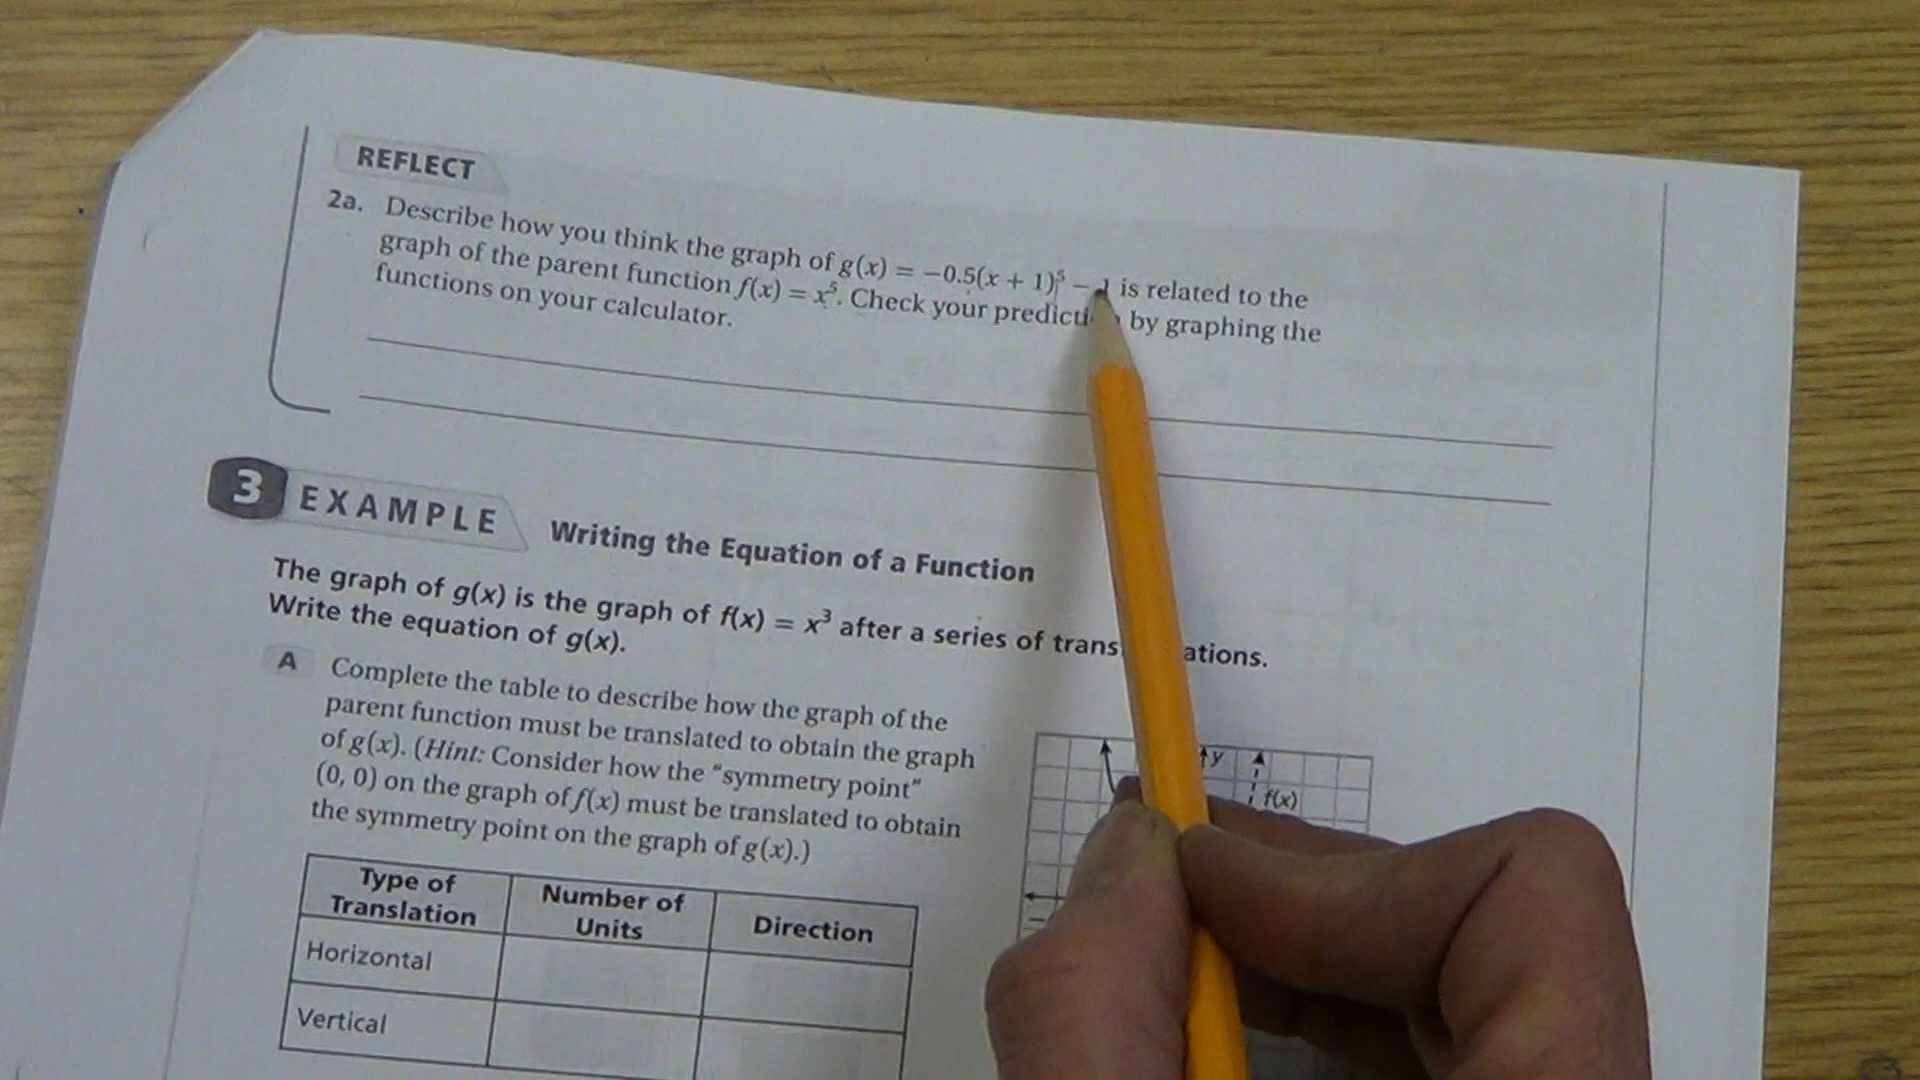 REFLECT
2a. Describe how you think the graph of g(x) = −0.5(x + 1)⁵ − 1 is related to the
graph of the parent function f(x) = x⁵. Check your by graphing the
functions on your calculator.
3 EXAMPLE Writing the Equation of a Function
The graph of g(x) is the graph of f(x) = x³ after a series of
Write the equation of g(x).
A Complete the table to describe how the graph of the
parent function must be translated to obtain the graph
of g(x). (Hint: Consider how the "symmetry point"
(0, 0) on the graph of f(x) must be translated to obtain
the symmetry point on the graph of g(x).)
y
f(x)
Type of
Translation
Number of
Units
Direction
Horizontal
Vertical